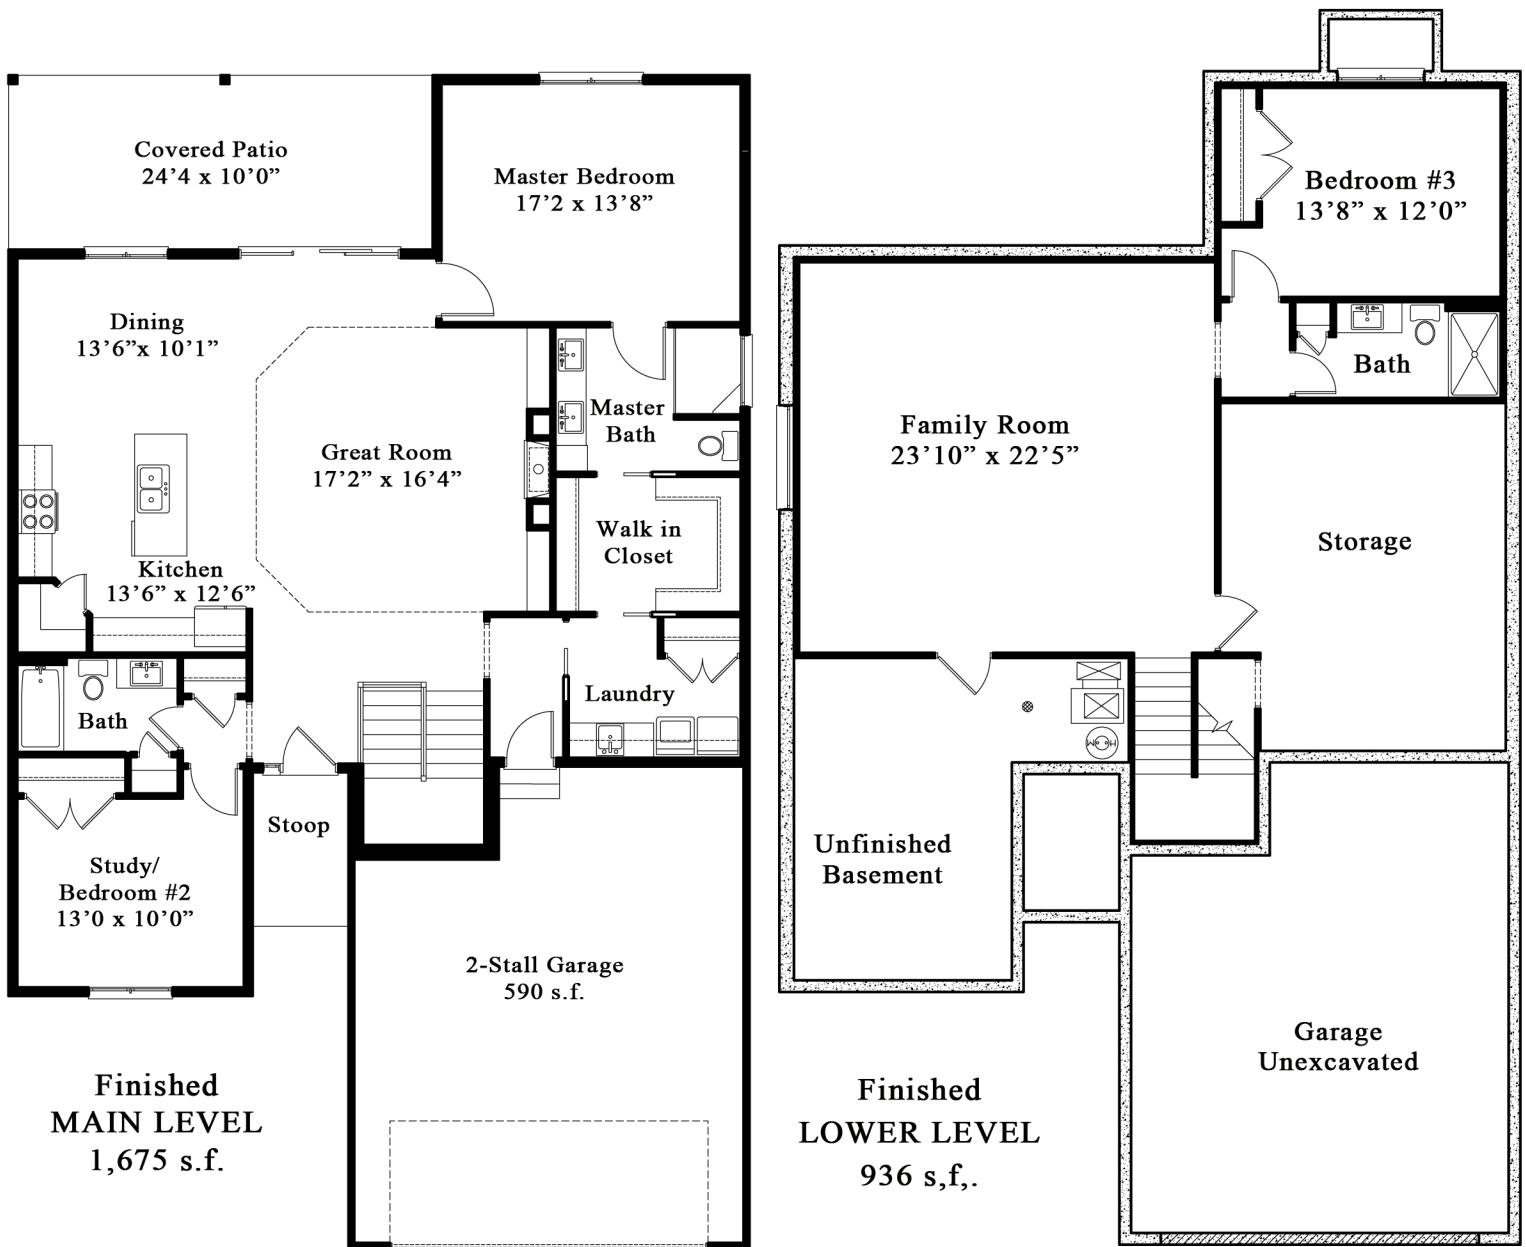 Covered Patio
24’4 x 10’0”
Master Bedroom
17’2 x 13’8”
Dining
13’6”x 10’1”
Great Room
17’2” x 16’4”
Master
Bath
Walk in
Closet
Kitchen
13’6” x 12’6”
Laundry
Bath
Stoop
Study/
Bedroom #2
13’0 x 10’0”
2-Stall Garage
590 s.f.
Finished
MAIN LEVEL
1,675 s.f.
Bedroom #3
13’8” x 12’0”
Bath
Family Room
23’10” x 22’5”
Storage
Unfinished
Basement
Garage
Unexcavated
Finished
LOWER LEVEL
936 s,f,.